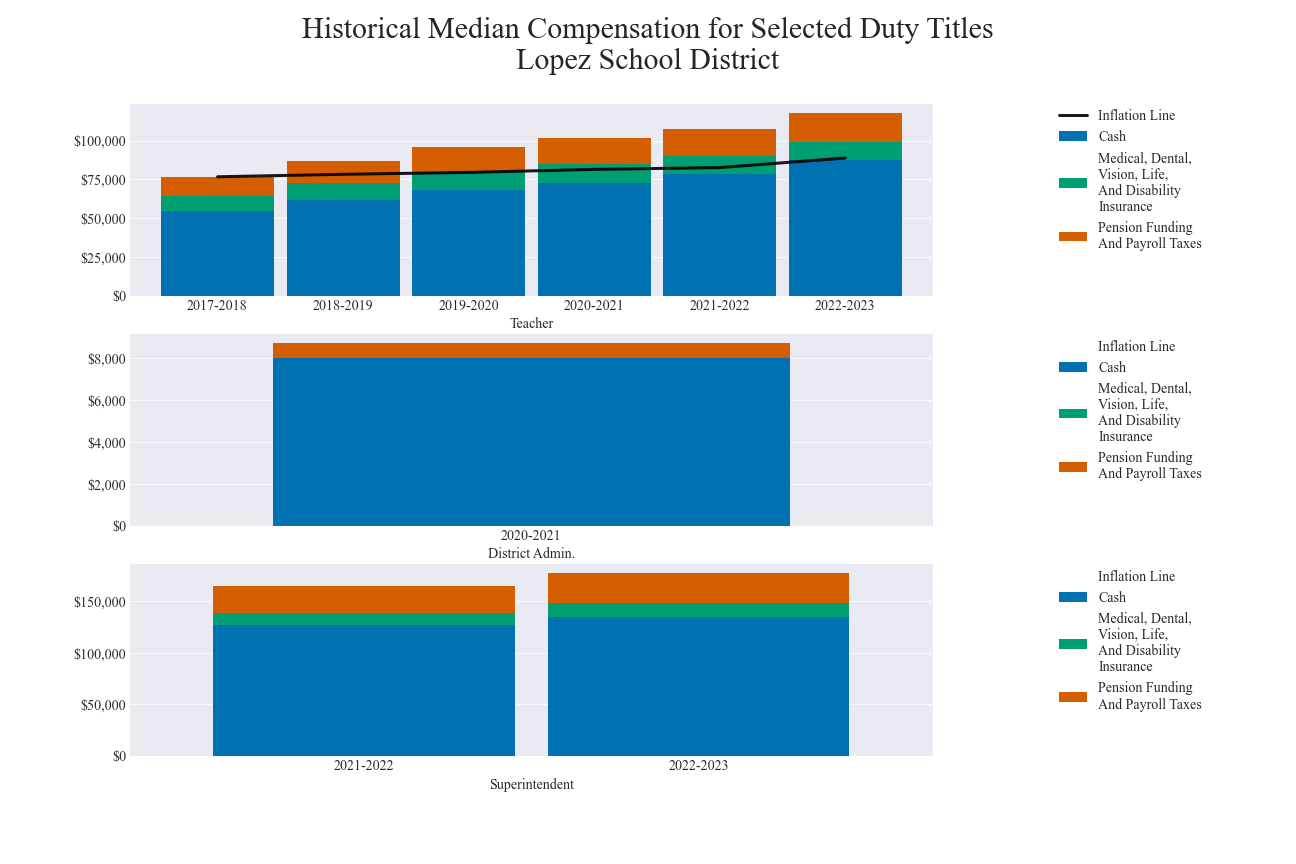 Historical Median Compensation for Selected Duty Titles
Lopez School District
$100,000
$75,000
$50,000
$25,000
$0
2017-2018
2018-2019
2019-2020
2020-2021
2021-2022
2022-2023
Teacher
Inflation Line
Cash
Medical, Dental,
Vision, Life,
And Disability
Insurance
Pension Funding
And Payroll Taxes
$8,000
$6,000
$4,000
$2,000
$0
2020-2021
District Admin.
Inflation Line
Cash
Medical, Dental,
Vision, Life,
And Disability
Insurance
Pension Funding
And Payroll Taxes
$150,000
$100,000
$50,000
$0
2021-2022
2022-2023
Superintendent
Inflation Line
Cash
Medical, Dental,
Vision, Life,
And Disability
Insurance
Pension Funding
And Payroll Taxes